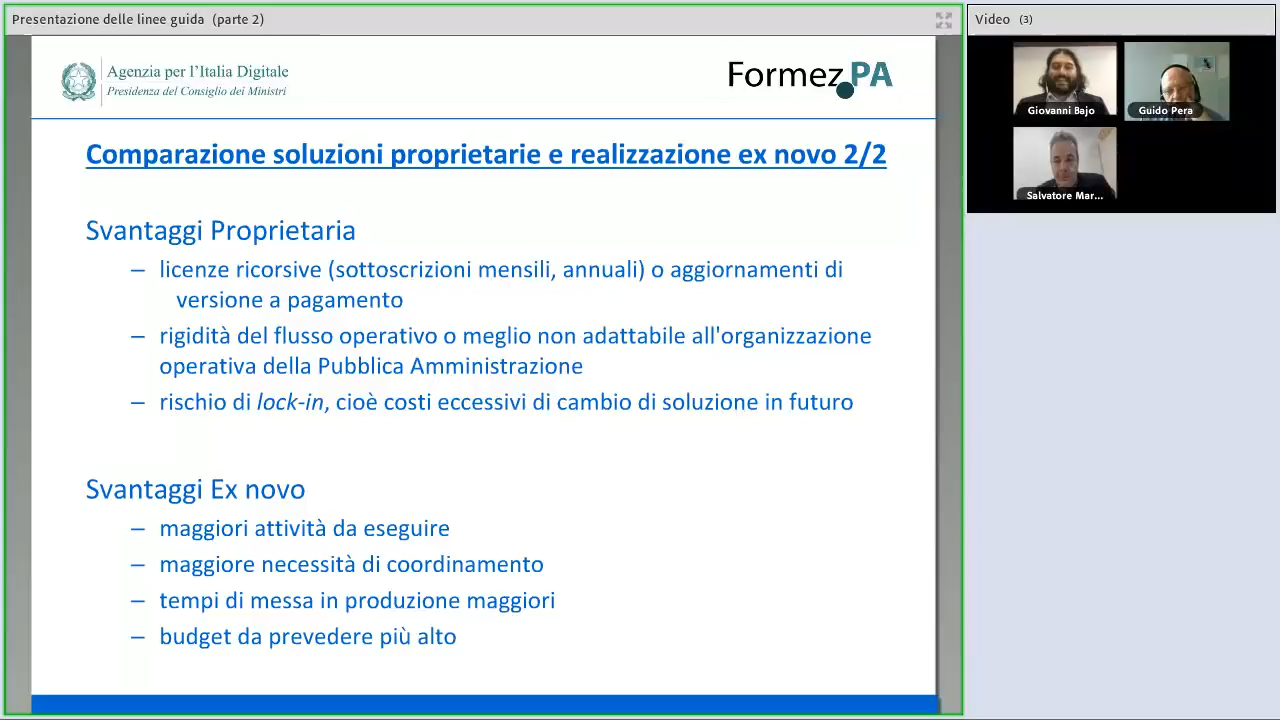 Presentazione delle linee guida (parte 2)
Agenzia per l'Italia Digitale
Presidenza del Consiglio dei Ministri
Formez PA
Comparazione soluzioni proprietarie e realizzazione ex novo 2/2
Svantaggi Proprietaria
– licenze ricorsive (sottoscrizioni mensili, annuali) o aggiornamenti di
versione a pagamento
– rigidità del flusso operativo o meglio non adattabile all'organizzazione
operativa della Pubblica Amministrazione
– rischio di lock-in, cioè costi eccessivi di cambio di soluzione in futuro
Svantaggi Ex novo
– maggiori attività da eseguire
– maggiore necessità di coordinamento
– tempi di messa in produzione maggiori
– budget da prevedere più alto
Video (3)
Giovanni Bajo
Guido Pera
Salvatore Mar...